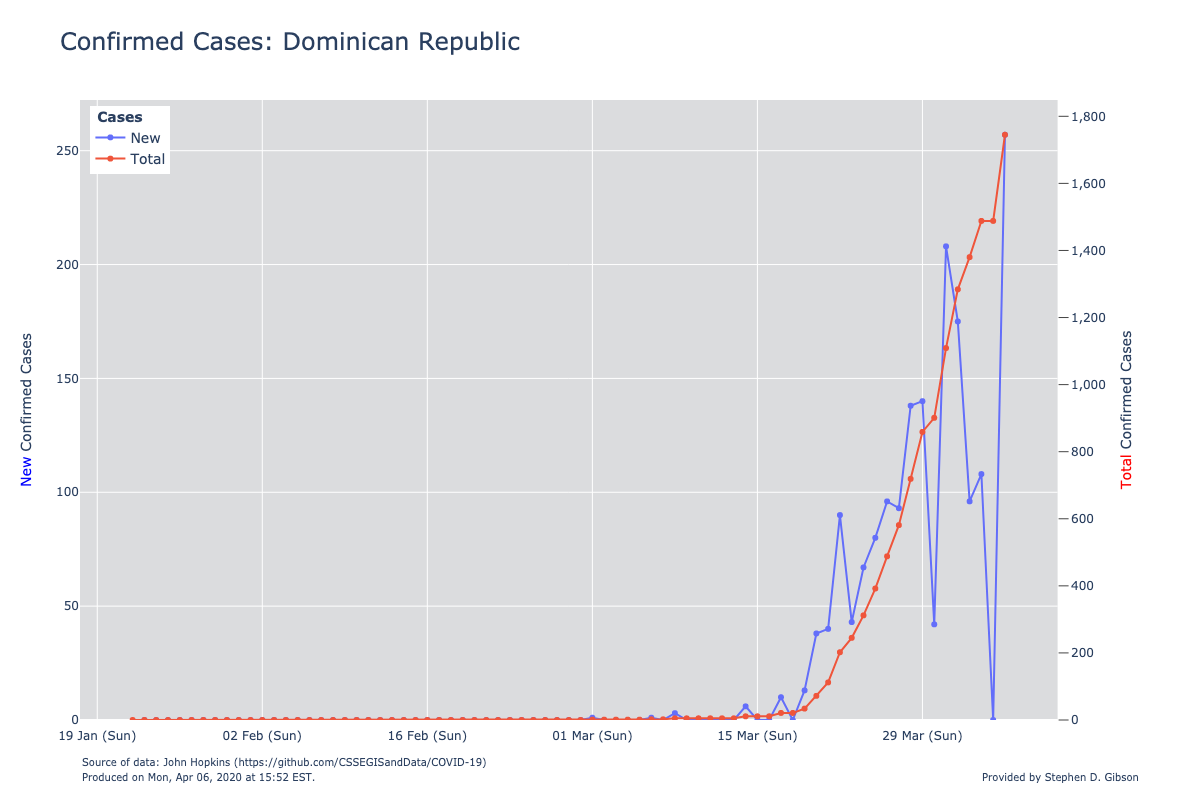 Confirmed Cases: Dominican Republic
Cases
New
Total
250
200
150
100
50
0
New Confirmed Cases
1,800
1,600
1,400
1,200
1,000
800
600
400
200
0
Total Confirmed Cases
19 Jan (Sun)
02 Feb (Sun)
16 Feb (Sun)
01 Mar (Sun)
15 Mar (Sun)
29 Mar (Sun)
Source of data: John Hopkins (https://github.com/CSSEGISandData/COVID-19)
Produced on Mon, Apr 06, 2020 at 15:52 EST.
Provided by Stephen D. Gibson